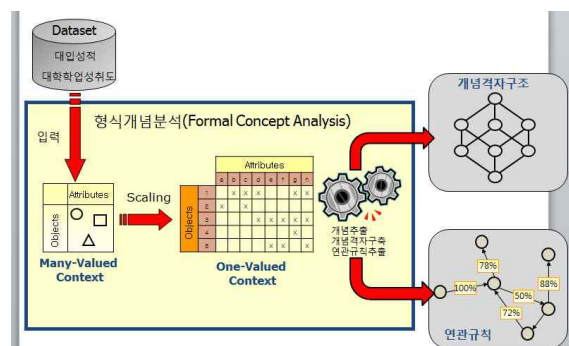 Dataset
대입성적
대학학업성취도
입력
형식개념분석(Formal Concept Analysis)
Attributes
Objects
Many-Valued
Context
Scaling
Attributes
a b c d e f g h
Objects
1 X X X X X
2 X X
3 X X X X X
4 X
5 X X X
One-Valued
Context
개념추출
개념격자구축
연관규칙추출
개념격자구조
78%
88%
100%
50%
72%
연관규칙